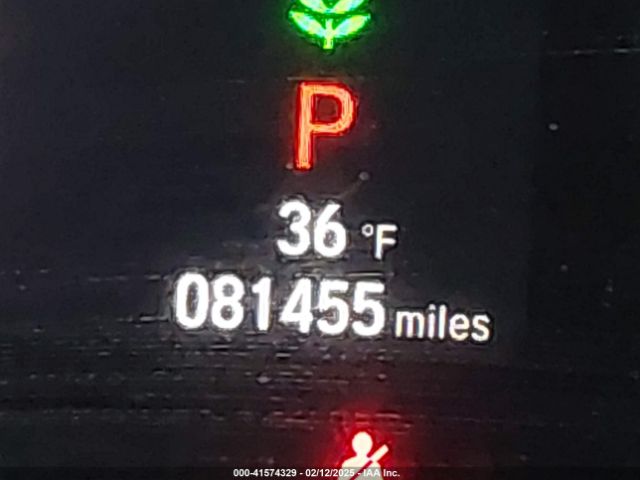 P
36 °F
081455 miles
000-41574329 - 02/12/2025 - IAA Inc.